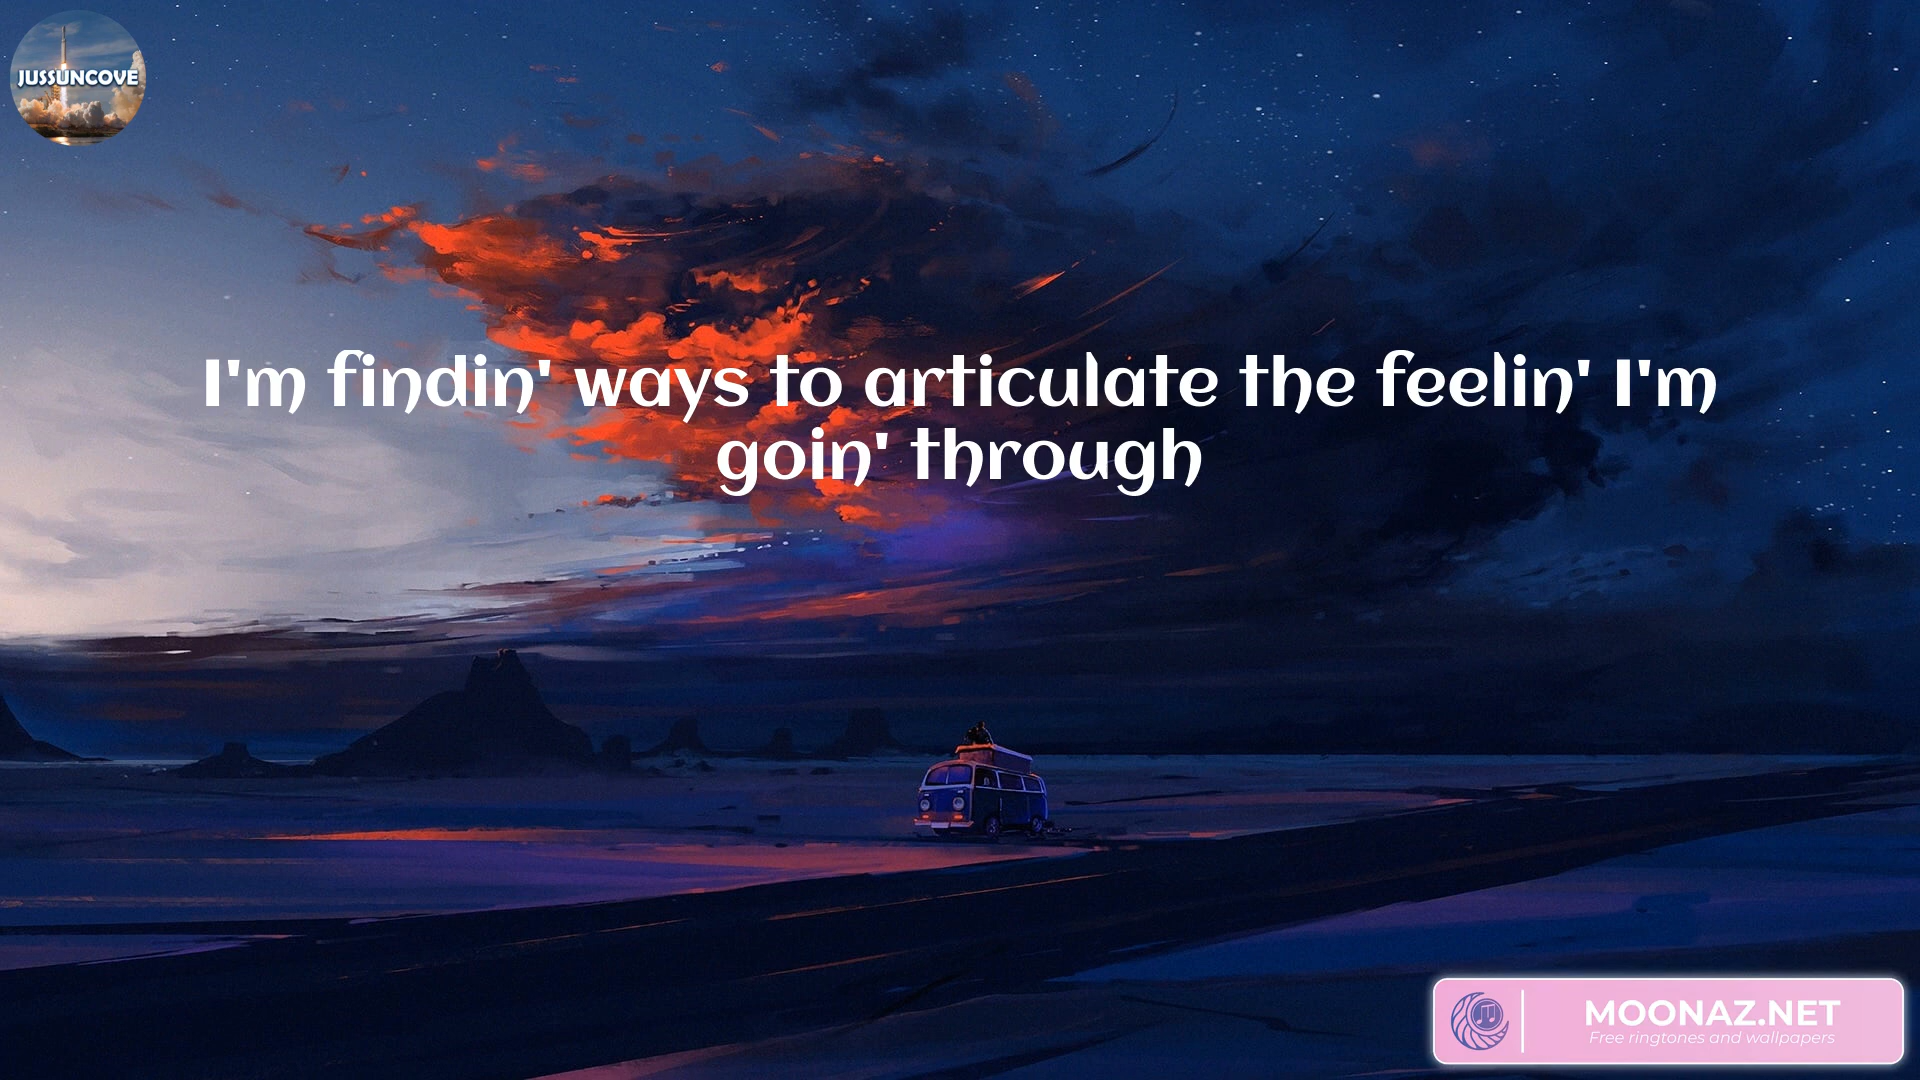 JUSSUNCOVE
I'm findin' ways to articulate the feelin' I'm
goin' through
MOONAZ.NET
Free ringtones and wallpapers